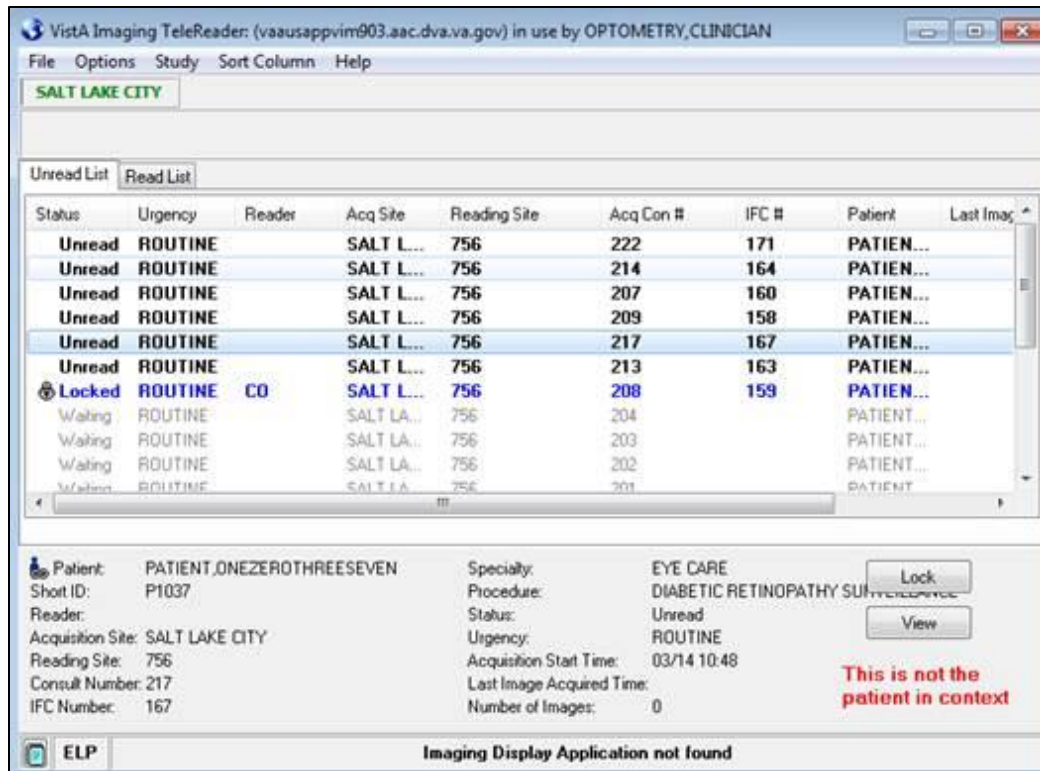 VistA Imaging TeleReader: (vaausappvim903.aac.dva.va.gov) in use by OPTOMETRY,CLINICIAN
File Options Study Sort Column Help
SALT LAKE CITY
Unread List Read List
Status Urgency Reader Acq Site Reading Site Acq Con # IFC # Patient Last Imag
Unread ROUTINE SALT L... 756 222 171 PATIEN...
Unread ROUTINE SALT L... 756 214 164 PATIEN...
Unread ROUTINE SALT L... 756 207 160 PATIEN...
Unread ROUTINE SALT L... 756 209 158 PATIEN...
Unread ROUTINE SALT L... 756 217 167 PATIEN...
Unread ROUTINE SALT L... 756 213 163 PATIEN...
Locked ROUTINE CO SALT L... 756 208 159 PATIEN...
Waiting ROUTINE SALT LA... 756 204 PATIENT...
Waiting ROUTINE SALT LA... 756 203 PATIENT...
Waiting ROUTINE SALT LA... 756 202 PATIENT...
Waiting ROUTINE SALT LA 756 201 PATIENT
Patient: PATIENT,ONEZEROTHREESEVEN Specialty: EYE CARE Lock
Short ID: P1037 Procedure: DIABETIC RETINOPATHY SURVEILLANCE
Reader: Status: Unread View
Acquisition Site: SALT LAKE CITY Urgency: ROUTINE
Reading Site: 756 Acquisition Start Time: 03/14 10:48 This is not the
Consult Number: 217 Last Image Acquired Time: patient in context
IFC Number: 167 Number of Images: 0
ELP Imaging Display Application not found